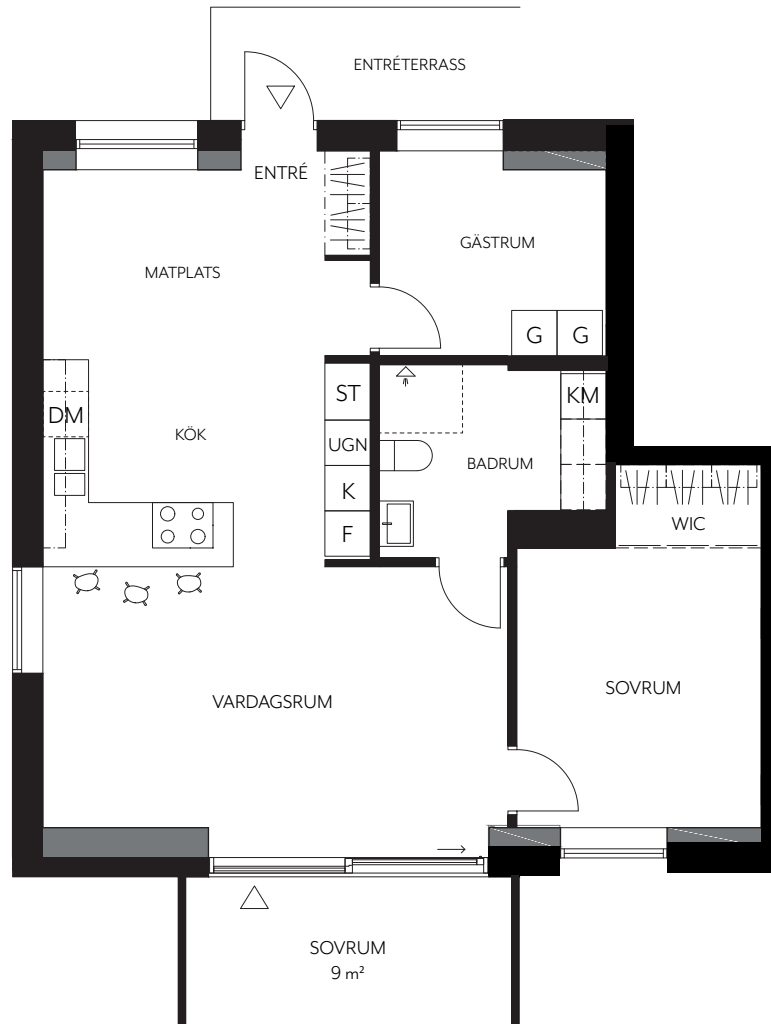 ENTRÉTERRASS
ENTRÉ
GÄSTRUM
MATPLATS
G G
ST
KM
DM
KÖK
UGN
BADRUM
K
WIC
F
SOVRUM
VARDAGSRUM
SOVRUM
9 m²